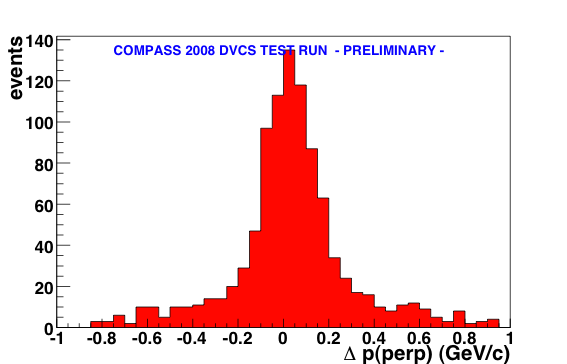 COMPASS 2008 DVCS TEST RUN - PRELIMINARY -
events
140
120
100
80
60
40
20
0
-1 -0.8 -0.6 -0.4 -0.2 0 0.2 0.4 0.6 0.8 1
Δ p(perp) (GeV/c)